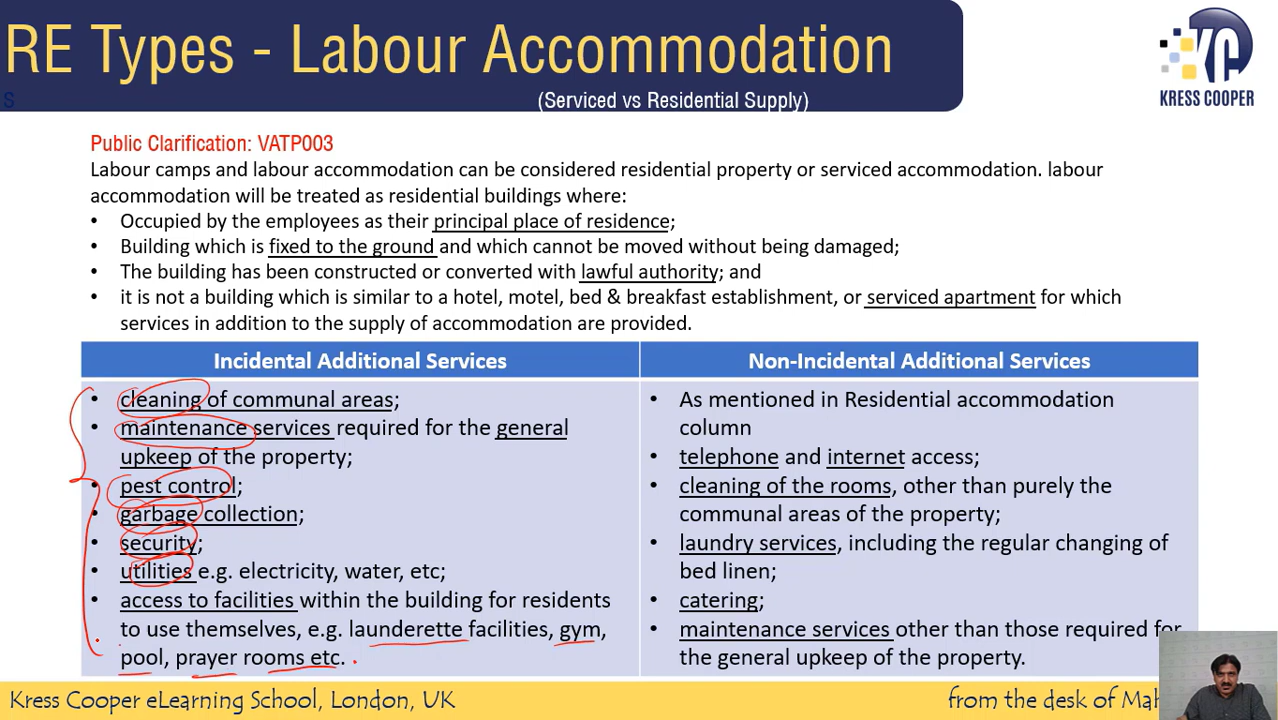 RE Types - Labour Accommodation
S
(Serviced vs Residential Supply)
KC
KRESS COOPER
Public Clarification: VATP003
Labour camps and labour accommodation can be considered residential property or serviced accommodation. labour
accommodation will be treated as residential buildings where:
• Occupied by the employees as their principal place of residence;
• Building which is fixed to the ground and which cannot be moved without being damaged;
• The building has been constructed or converted with lawful authority; and
• it is not a building which is similar to a hotel, motel, bed & breakfast establishment, or serviced apartment for which
services in addition to the supply of accommodation are provided.
Incidental Additional Services
• cleaning of communal areas;
• maintenance services required for the general
upkeep of the property;
• pest control;
• garbage collection;
• security;
• utilities e.g. electricity, water, etc;
• access to facilities within the building for residents
to use themselves, e.g. launderette facilities, gym,
pool, prayer rooms etc.
Non-Incidental Additional Services
• As mentioned in Residential accommodation
column
• telephone and internet access;
• cleaning of the rooms, other than purely the
communal areas of the property;
• laundry services, including the regular changing of
bed linen;
• catering;
• maintenance services other than those required for
the general upkeep of the property.
Kress Cooper eLearning School, London, UK
from the desk of